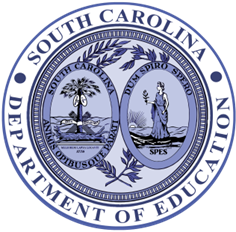 SOUTH CAROLINA
DEPARTMENT OF EDUCATION
SOUTH CAROLINA
ANIMIS OPIBUSQUE PARATI
DUM SPIRO SPERO
SPES